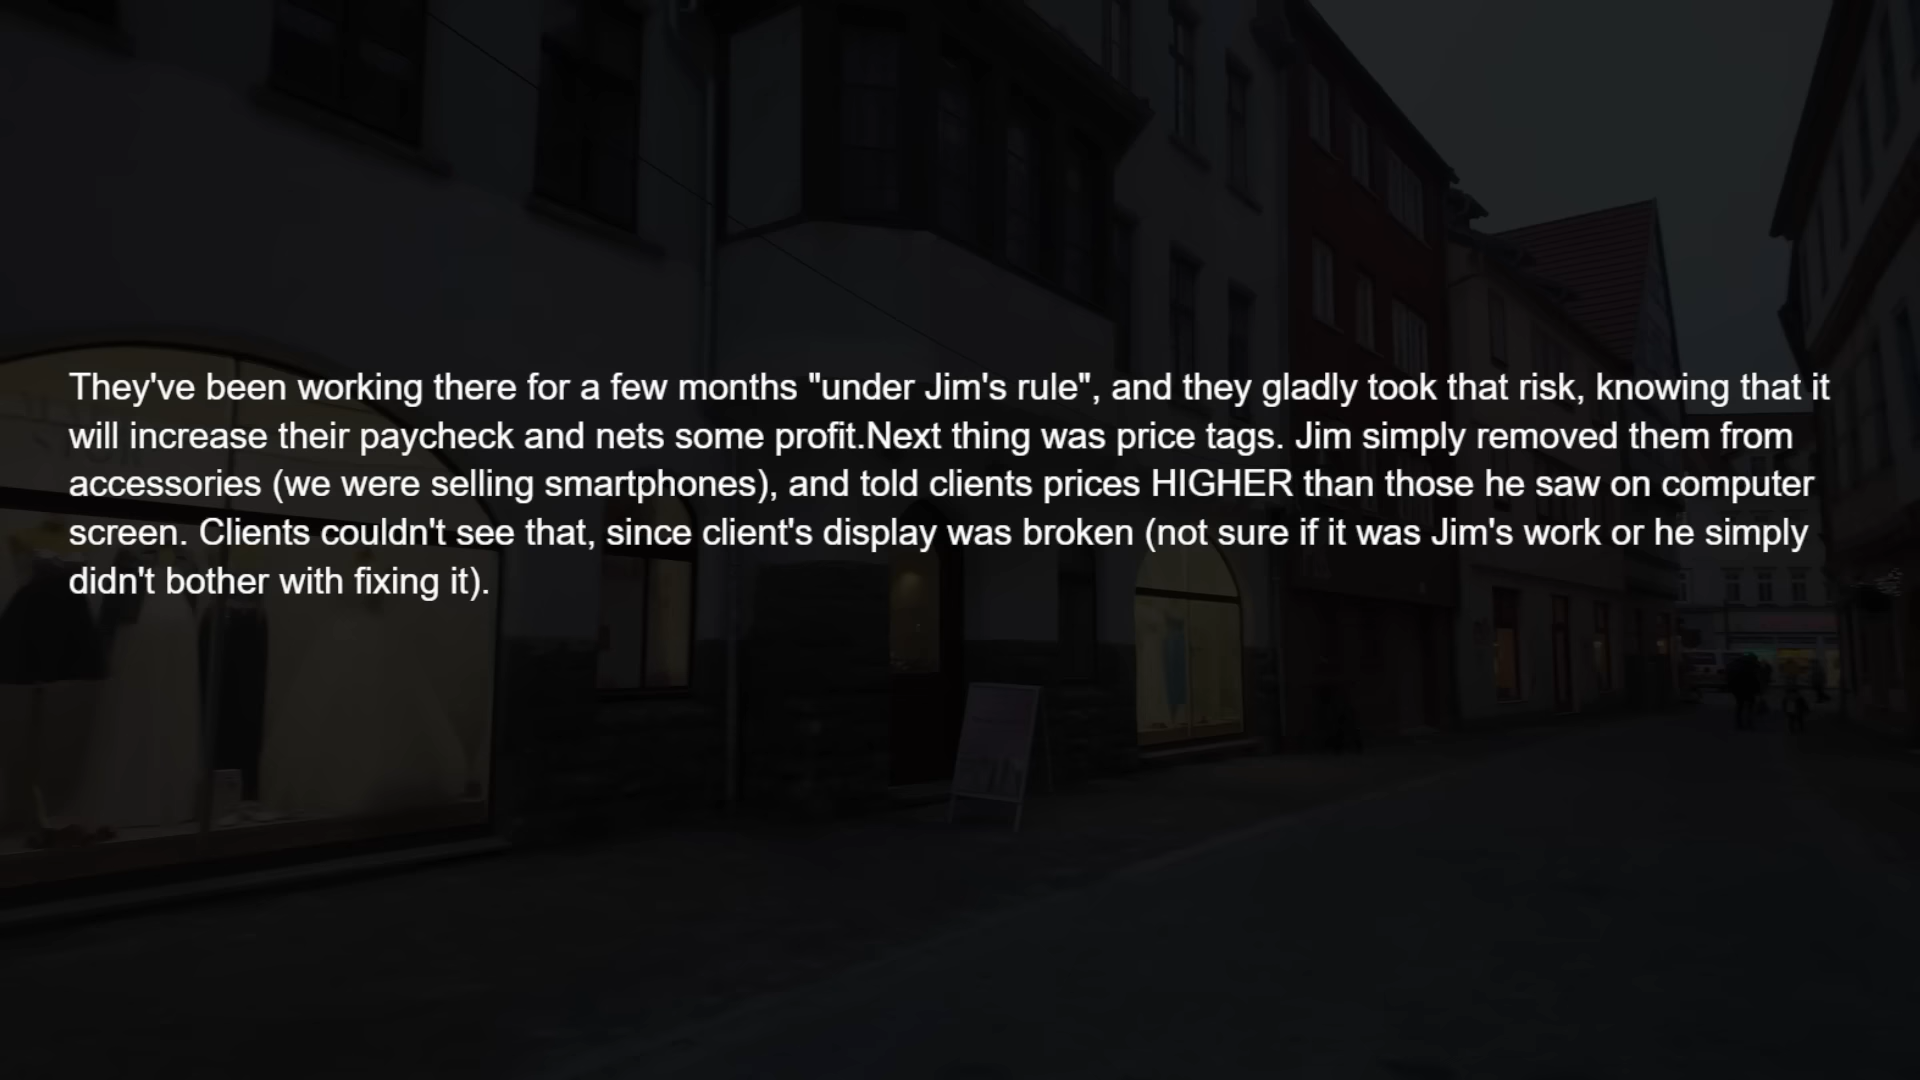 They've been working there for a few months "under Jim's rule", and they gladly took that risk, knowing that it
will increase their paycheck and nets some profit.Next thing was price tags. Jim simply removed them from
accessories (we were selling smartphones), and told clients prices HIGHER than those he saw on computer
screen. Clients couldn't see that, since client's display was broken (not sure if it was Jim's work or he simply
didn't bother with fixing it).